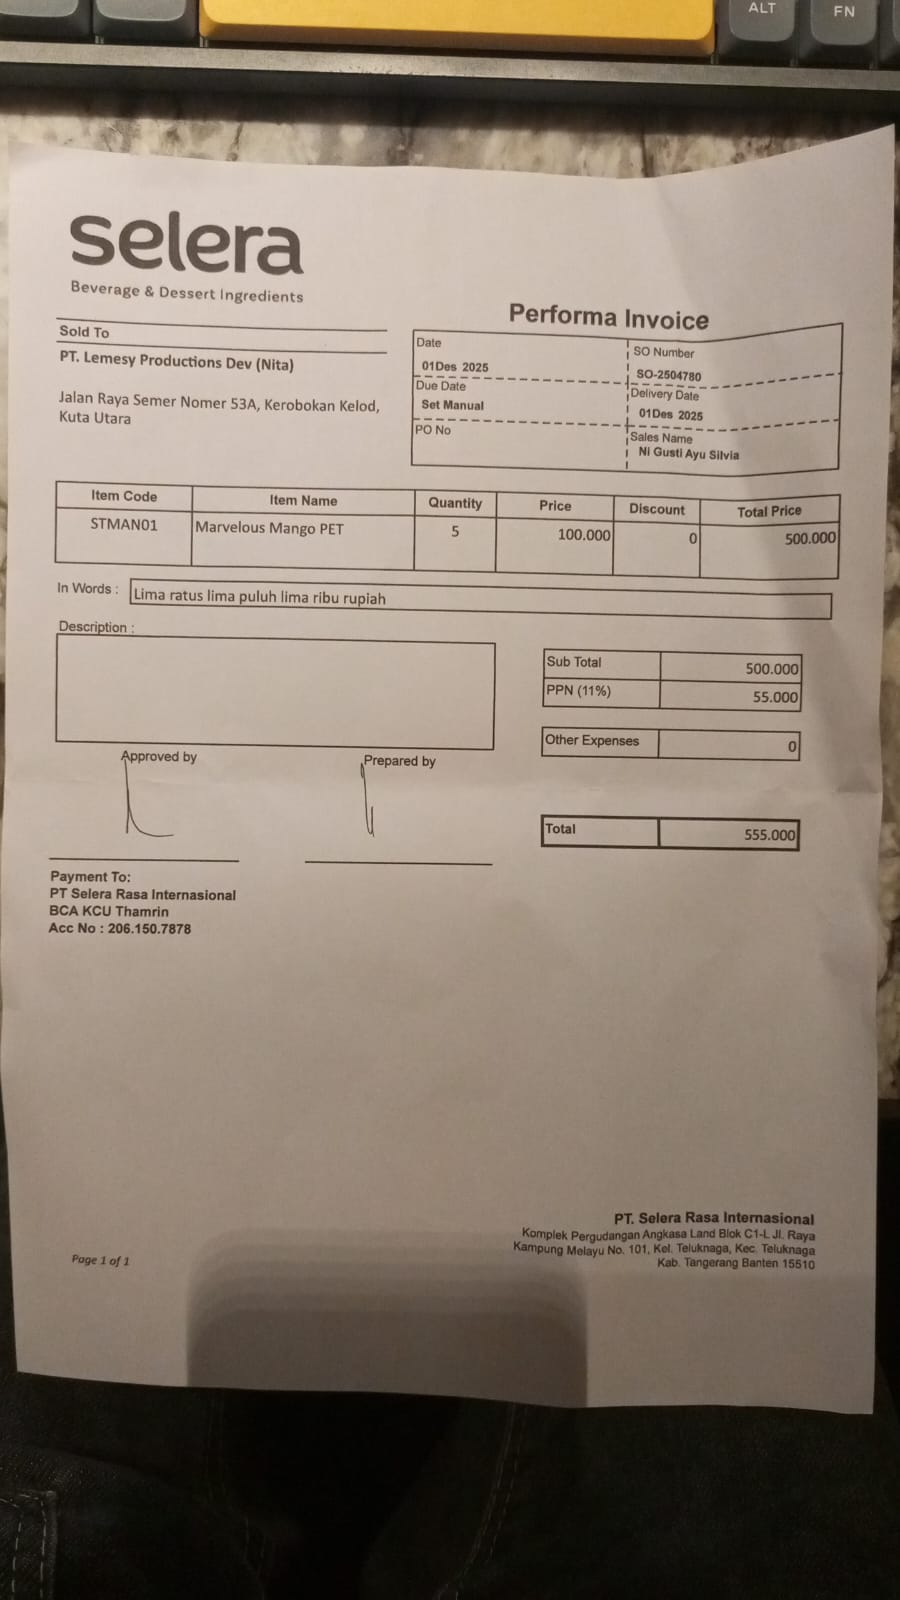 ALT
FN
selera
Beverage & Dessert Ingredients
Performa Invoice
Sold To
PT. Lemesy Productions Dev (Nita)
Jalan Raya Semer Nomer 53A, Kerobokan Kelod,
Kuta Utara
Date
01Des 2025
SO Number
SO-2504780
Due Date
Set Manual
Delivery Date
01Des 2025
PO No
Sales Name
Ni Gusti Ayu Silvia
Item Code Item Name Quantity Price Discount Total Price
STMAN01 Marvelous Mango PET 5 100.000 0 500.000
In Words : Lima ratus lima puluh lima ribu rupiah
Description :
Sub Total 500.000
PPN (11%) 55.000
Other Expenses 0
Approved by
Prepared by
Total 555.000
Payment To:
PT Selera Rasa Internasional
BCA KCU Thamrin
Acc No : 206.150.7878
PT. Selera Rasa Internasional
Komplek Pergudangan Angkasa Land Blok C1-L Jl. Raya
Kampung Melayu No. 101, Kel. Teluknaga, Kec. Teluknaga
Kab. Tangerang Banten 15510
Page 1 of 1